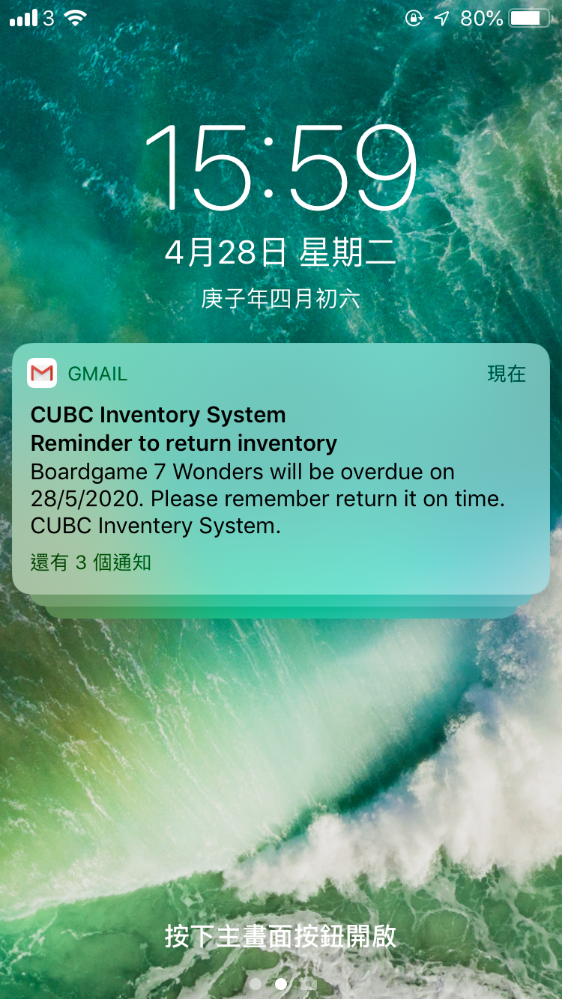 3 80%
15:59
4月28日 星期二
庚子年四月初六
GMAIL 現在
CUBC Inventory System
Reminder to return inventory
Boardgame 7 Wonders will be overdue on
28/5/2020. Please remember return it on time.
CUBC Inventery System.
還有 3 個通知
按下主畫面按鈕開啟